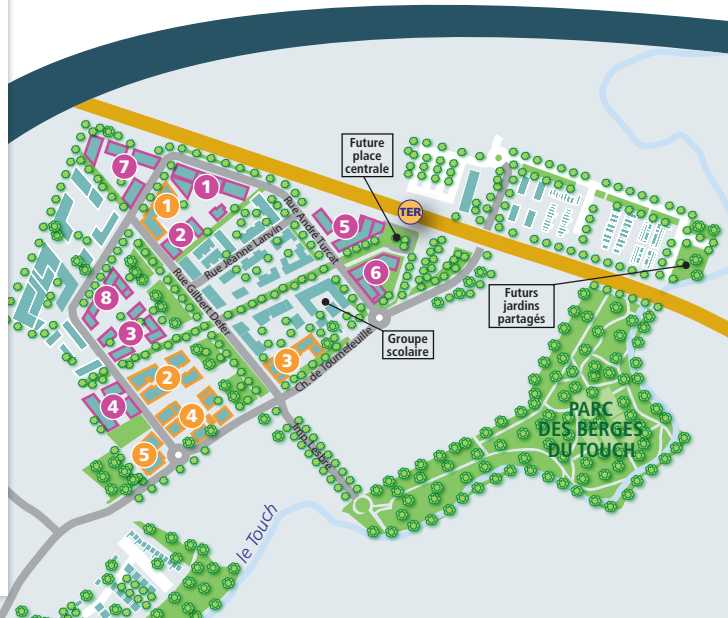 Future
place
centrale
7
1
1
2
Rue André Turcat
5
TER
Rue Jeanne Lanvin
6
Rue Gilbert Defer
8
3
Groupe
scolaire
Futurs
jardins
partagés
Ch. de Tournefeuille
3
2
4
4
5
PARC
DES BERGES
DU TOUCH
Imp. Lespre
le Touch